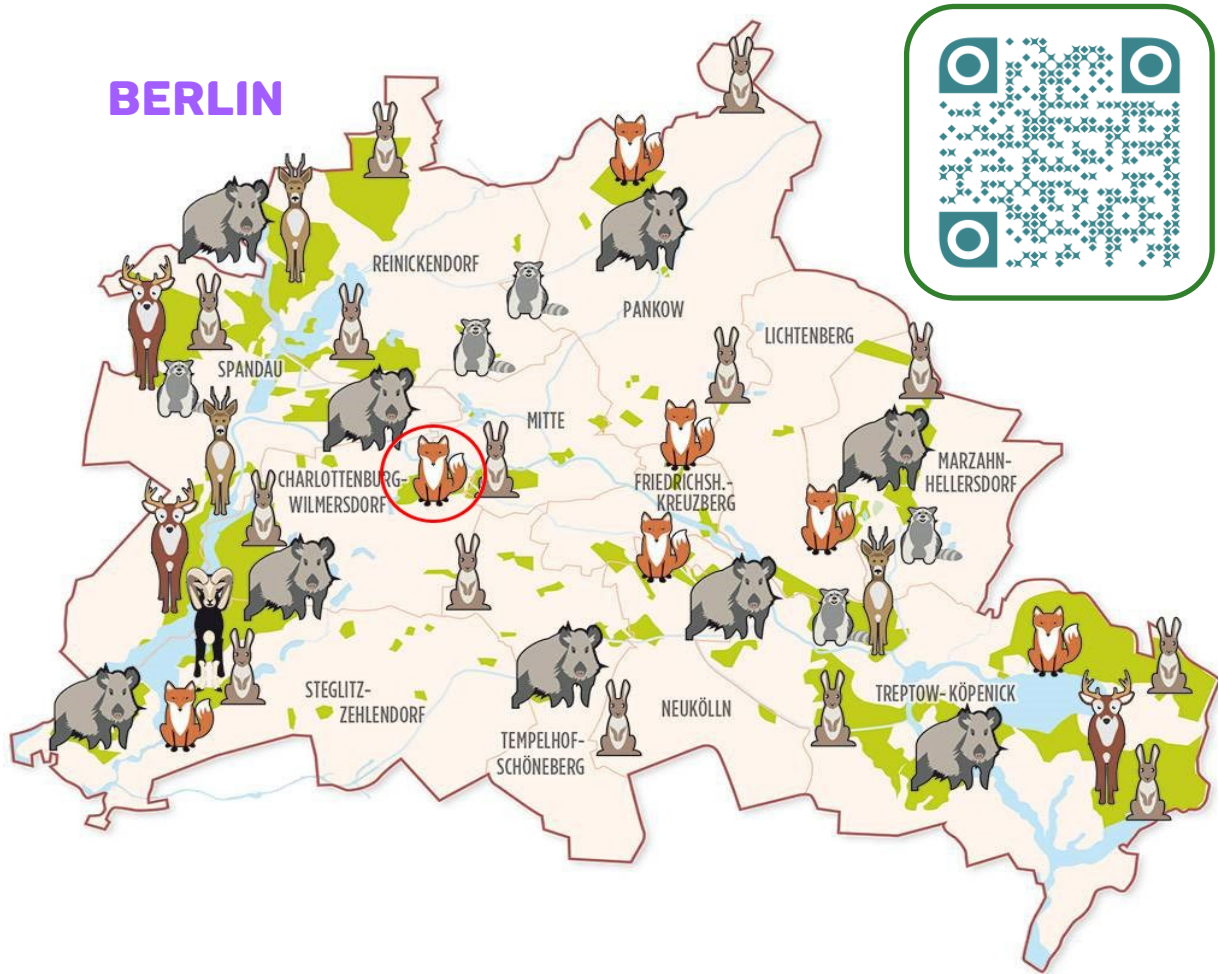 BERLIN
REINICKENDORF
PANKOW
LICHTENBERG
SPANDAU
MITTE
CHARLOTTENBURG-
WILMERSDORF
FRIEDRICHSH.-
KREUZBERG
MARZAHN-
HELLERSDORF
STEGLITZ-
ZEHLENDORF
TEMPELHOF-
SCHÖNEBERG
NEUKÖLLN
TREPTOW-KÖPENICK